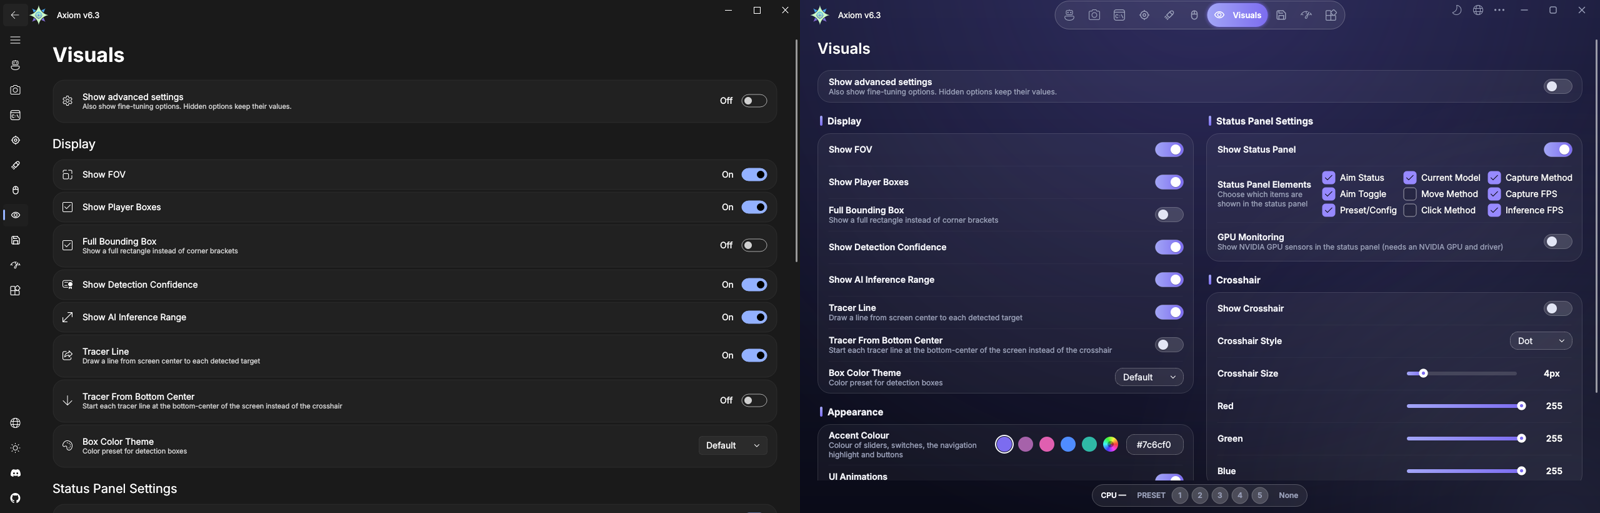 Axiom v6.3
Visuals
Show advanced settings
Also show fine-tuning options. Hidden options keep their values.
Off
Display
Show FOV
On
Show Player Boxes
On
Full Bounding Box
Show a full rectangle instead of corner brackets
Off
Show Detection Confidence
On
Show AI Inference Range
On
Tracer Line
Draw a line from screen center to each detected target
On
Tracer From Bottom Center
Start each tracer line at the bottom-center of the screen instead of the crosshair
Off
Box Color Theme
Color preset for detection boxes
Default
Status Panel Settings
Axiom v6.3
Visuals
Visuals
Show advanced settings
Also show fine-tuning options. Hidden options keep their values.
Display
Show FOV
Show Player Boxes
Full Bounding Box
Show a full rectangle instead of corner brackets
Show Detection Confidence
Show AI Inference Range
Tracer Line
Draw a line from screen center to each detected target
Tracer From Bottom Center
Start each tracer line at the bottom-center of the screen instead of the crosshair
Box Color Theme
Color preset for detection boxes
Default
Appearance
Accent Colour
Colour of sliders, switches, the navigation
highlight and buttons
#7c6cf0
UI Animations
Status Panel Settings
Show Status Panel
Status Panel Elements
Choose which items are
shown in the status panel
Aim Status Current Model Capture Method
Aim Toggle Move Method Capture FPS
Preset/Config Click Method Inference FPS
GPU Monitoring
Show NVIDIA GPU sensors in the status panel (needs an NVIDIA GPU and driver)
Crosshair
Show Crosshair
Crosshair Style
Dot
Crosshair Size
4px
Red
255
Green
255
Blue
255
CPU — PRESET 1 2 3 4 5 None